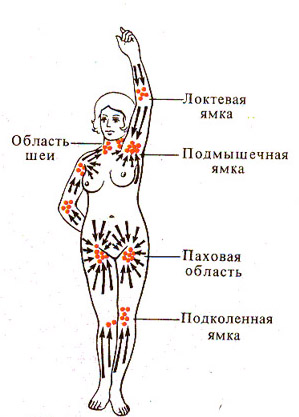 Локтевая
ямка
Область
шеи
Подмышечная
ямка
Паховая
область
Подколенная
ямка